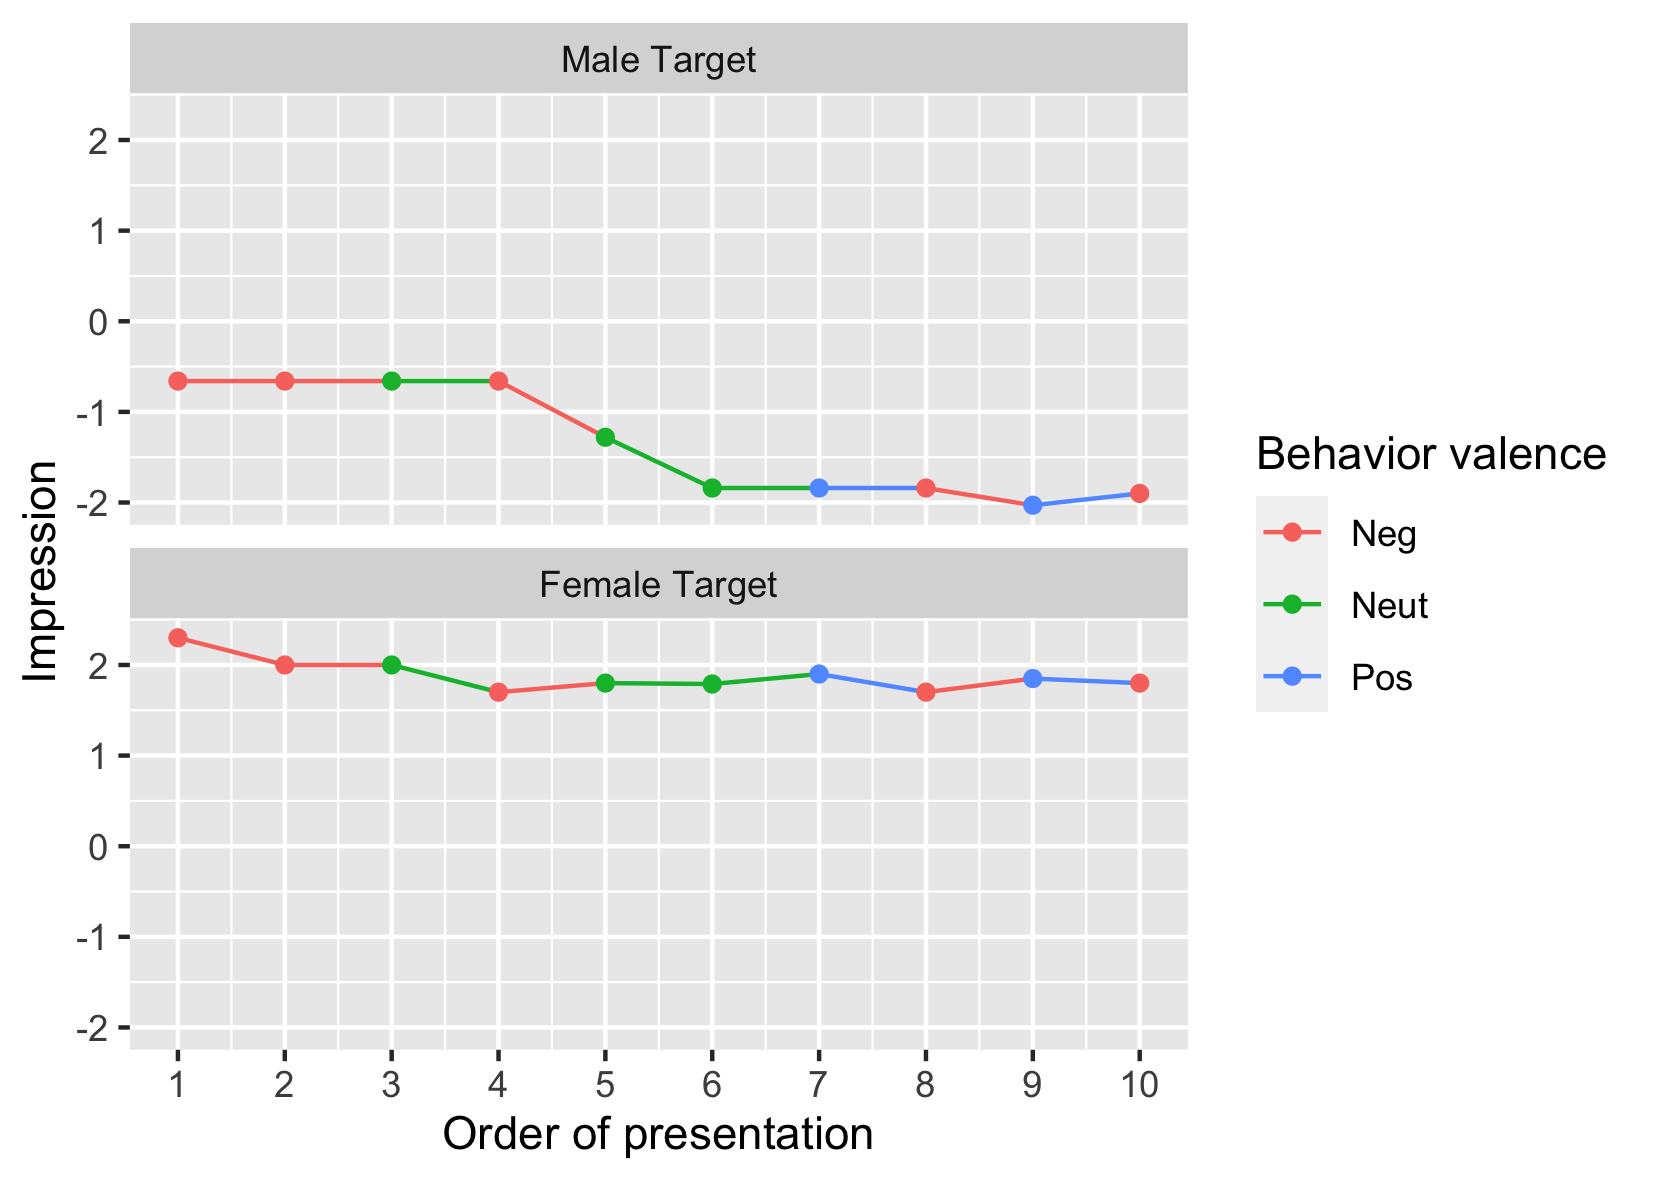 Male Target
2
1
0
-1
-2
Female Target
2
1
0
-1
-2
1 2 3 4 5 6 7 8 9 10
Order of presentation
Impression
Behavior valence
Neg
Neut
Pos